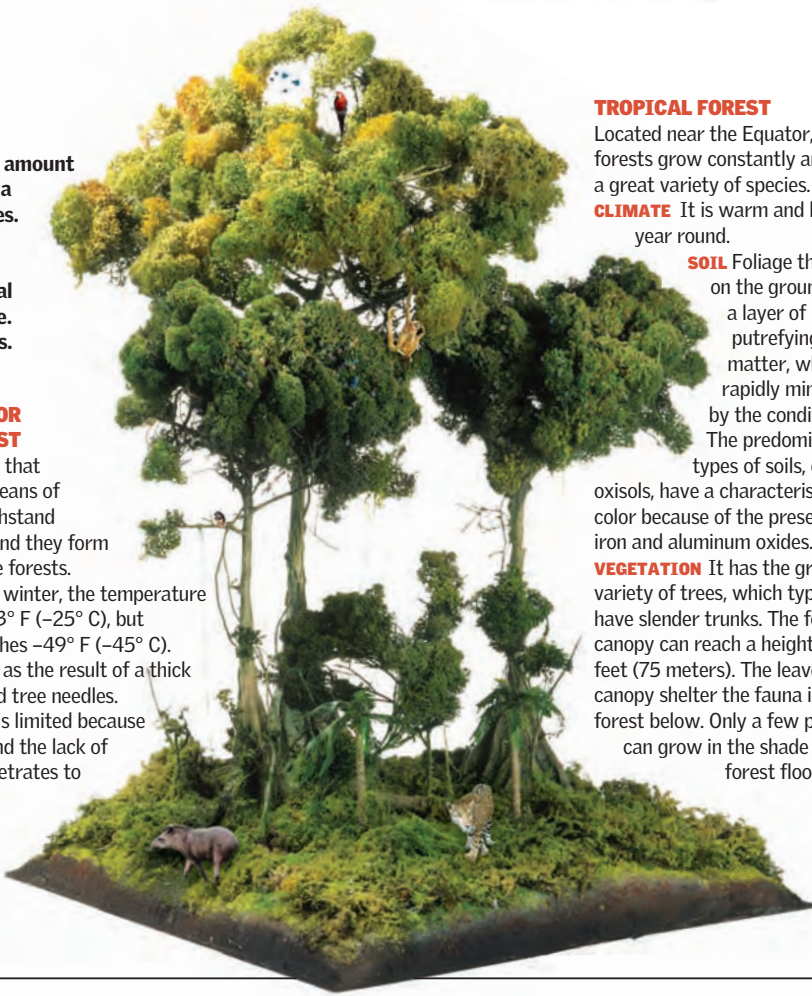 amount
a
es.
al
e.
s.
OR
ST
that
eans of
hstand
nd they form
e forests.
winter, the temperature
3° F (–25° C), but
hes –49° F (–45° C).
as the result of a thick
d tree needles.
s limited because
nd the lack of
etrates to
TROPICAL FOREST
Located near the Equator,
forests grow constantly a
a great variety of species.
CLIMATE It is warm and
year round.
SOIL Foliage th
on the groun
a layer of
putrefying
matter, w
rapidly min
by the condi
The predomi
types of soils,
oxisols, have a characteris
color because of the prese
iron and aluminum oxides.
VEGETATION It has the gr
variety of trees, which typ
have slender trunks. The f
canopy can reach a height
feet (75 meters). The leave
canopy shelter the fauna i
forest below. Only a few p
can grow in the shade
forest floo